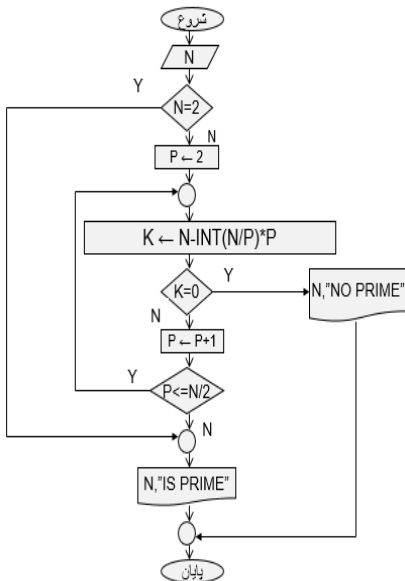 شروع
N
Y
N=2
N
P ← 2
K ← N-INT(N/P)*P
K=0
Y
N,"NO PRIME"
N
P ← P+1
Y
P<=N/2
N
N,"IS PRIME"
پایان